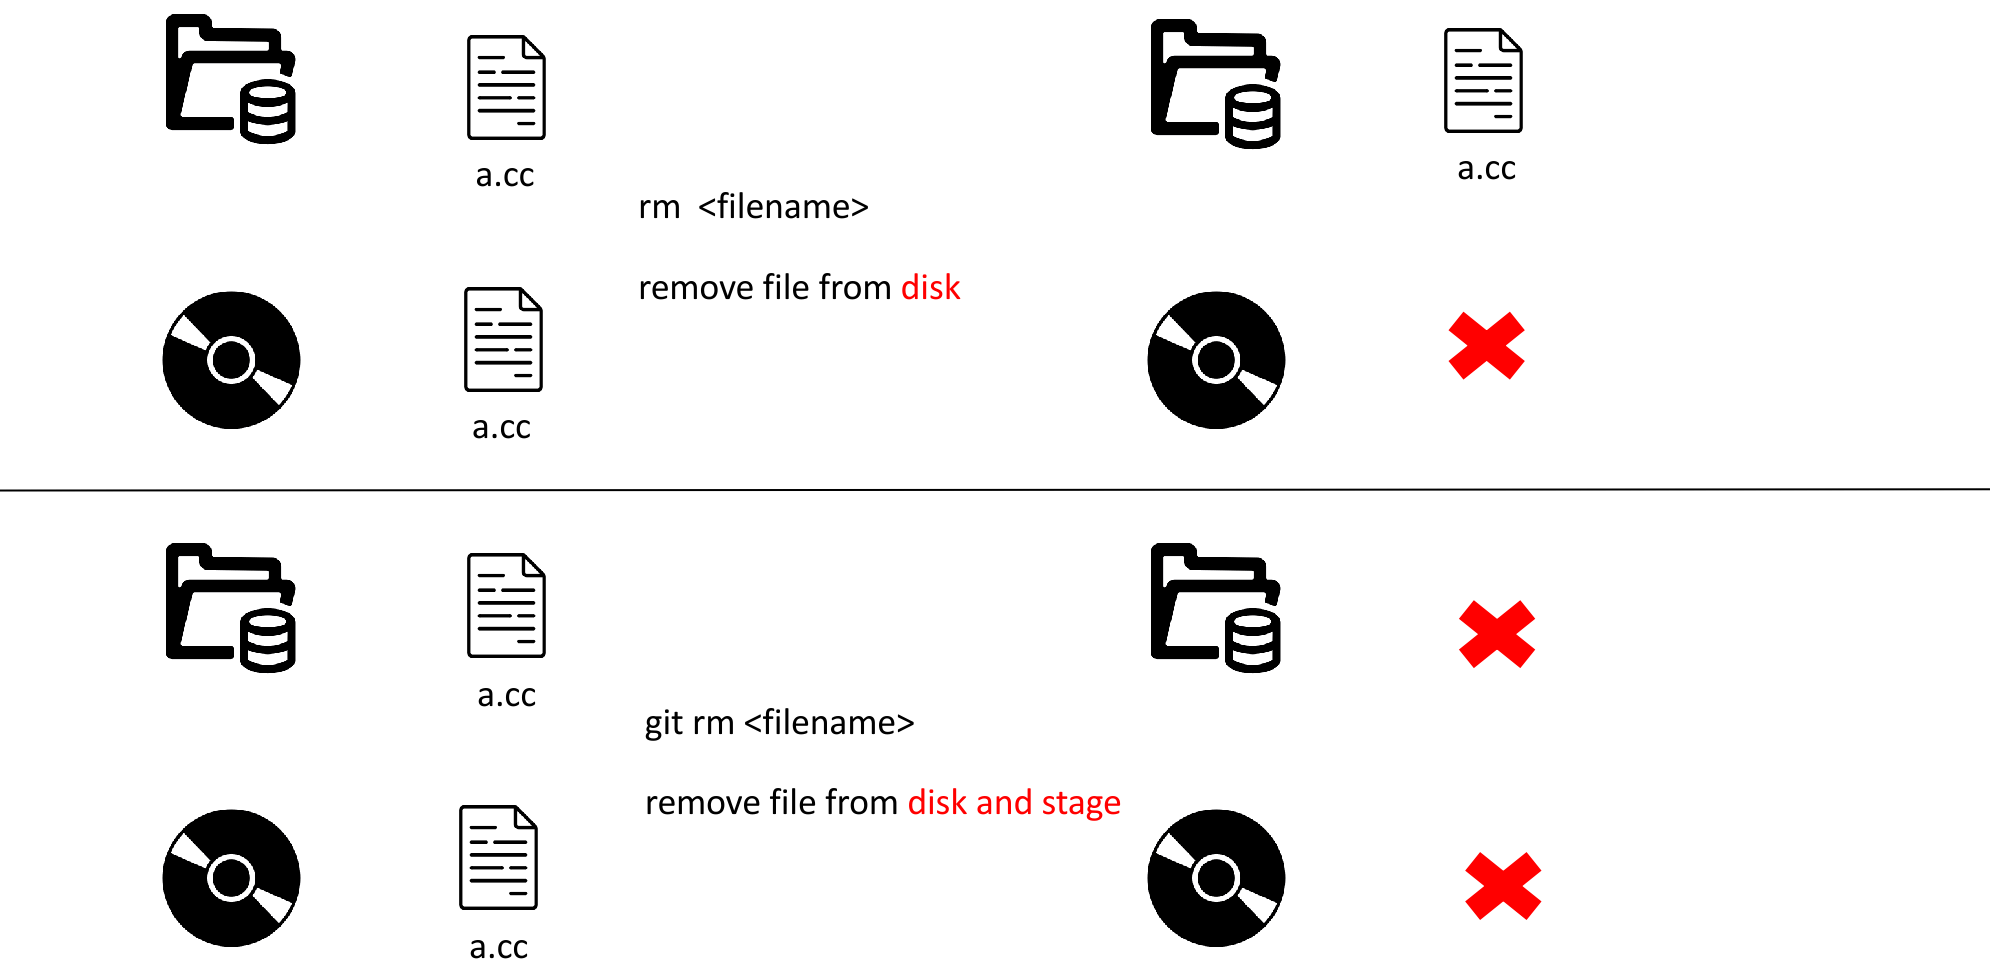 a.cc
a.cc
rm <filename>
remove file from disk
a.cc
a.cc
git rm <filename>
remove file from disk and stage
a.cc